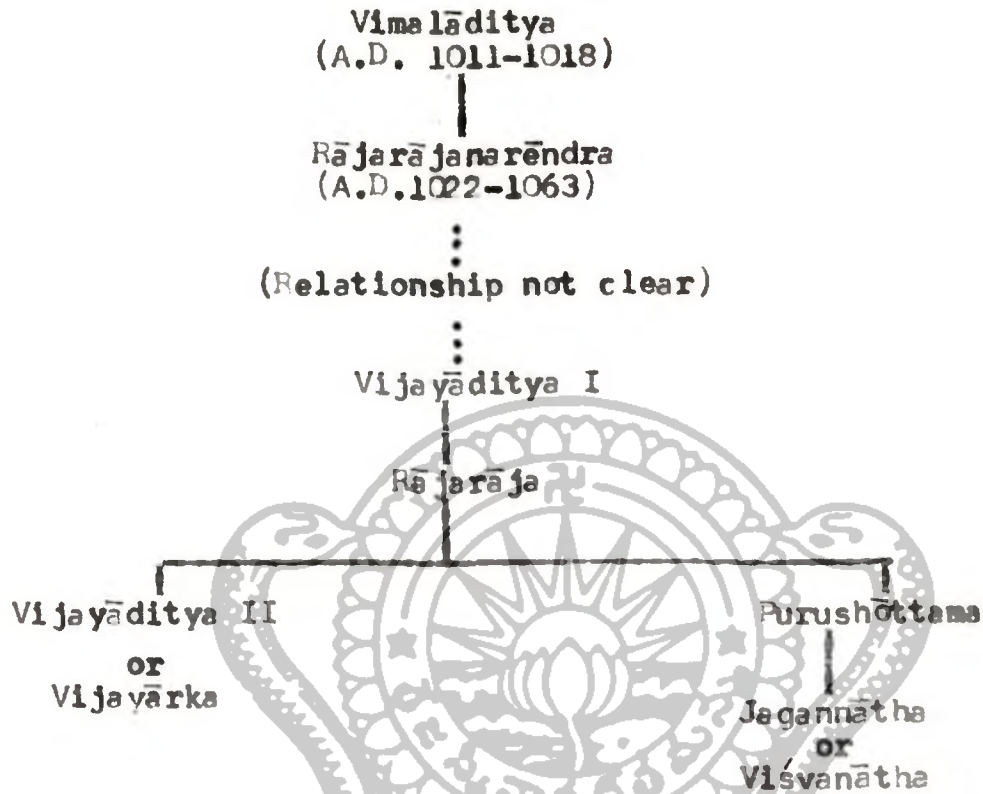 Vimalāditya
(A.D. 1011-1018)
Rājarājanarēndra
(A.D.1022-1063)
(Relationship not clear)
Vijayāditya I
Rājarāja
Vijayāditya II
or
Vijayārka
Purushōttama
Jagannātha
or
Viśvanātha